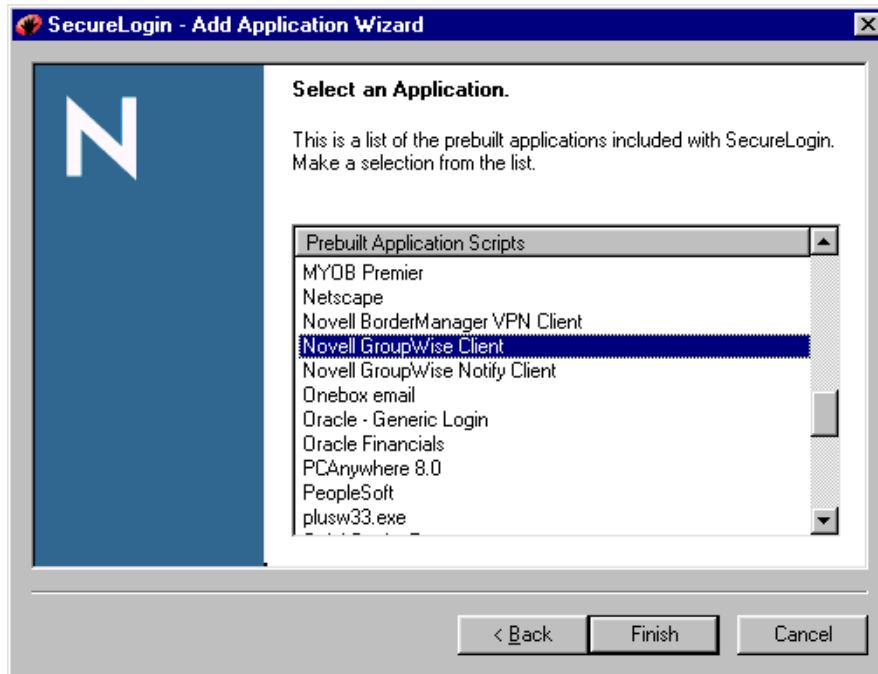 SecureLogin - Add Application Wizard
N
Select an Application.
This is a list of the prebuilt applications included with SecureLogin.
Make a selection from the list.
Prebuilt Application Scripts
MYOB Premier
Netscape
Novell BorderManager VPN Client
Novell GroupWise Client
Novell GroupWise Notify Client
Onebox email
Oracle - Generic Login
Oracle Financials
PCAnywhere 8.0
PeopleSoft
plusw33.exe
< Back Finish Cancel